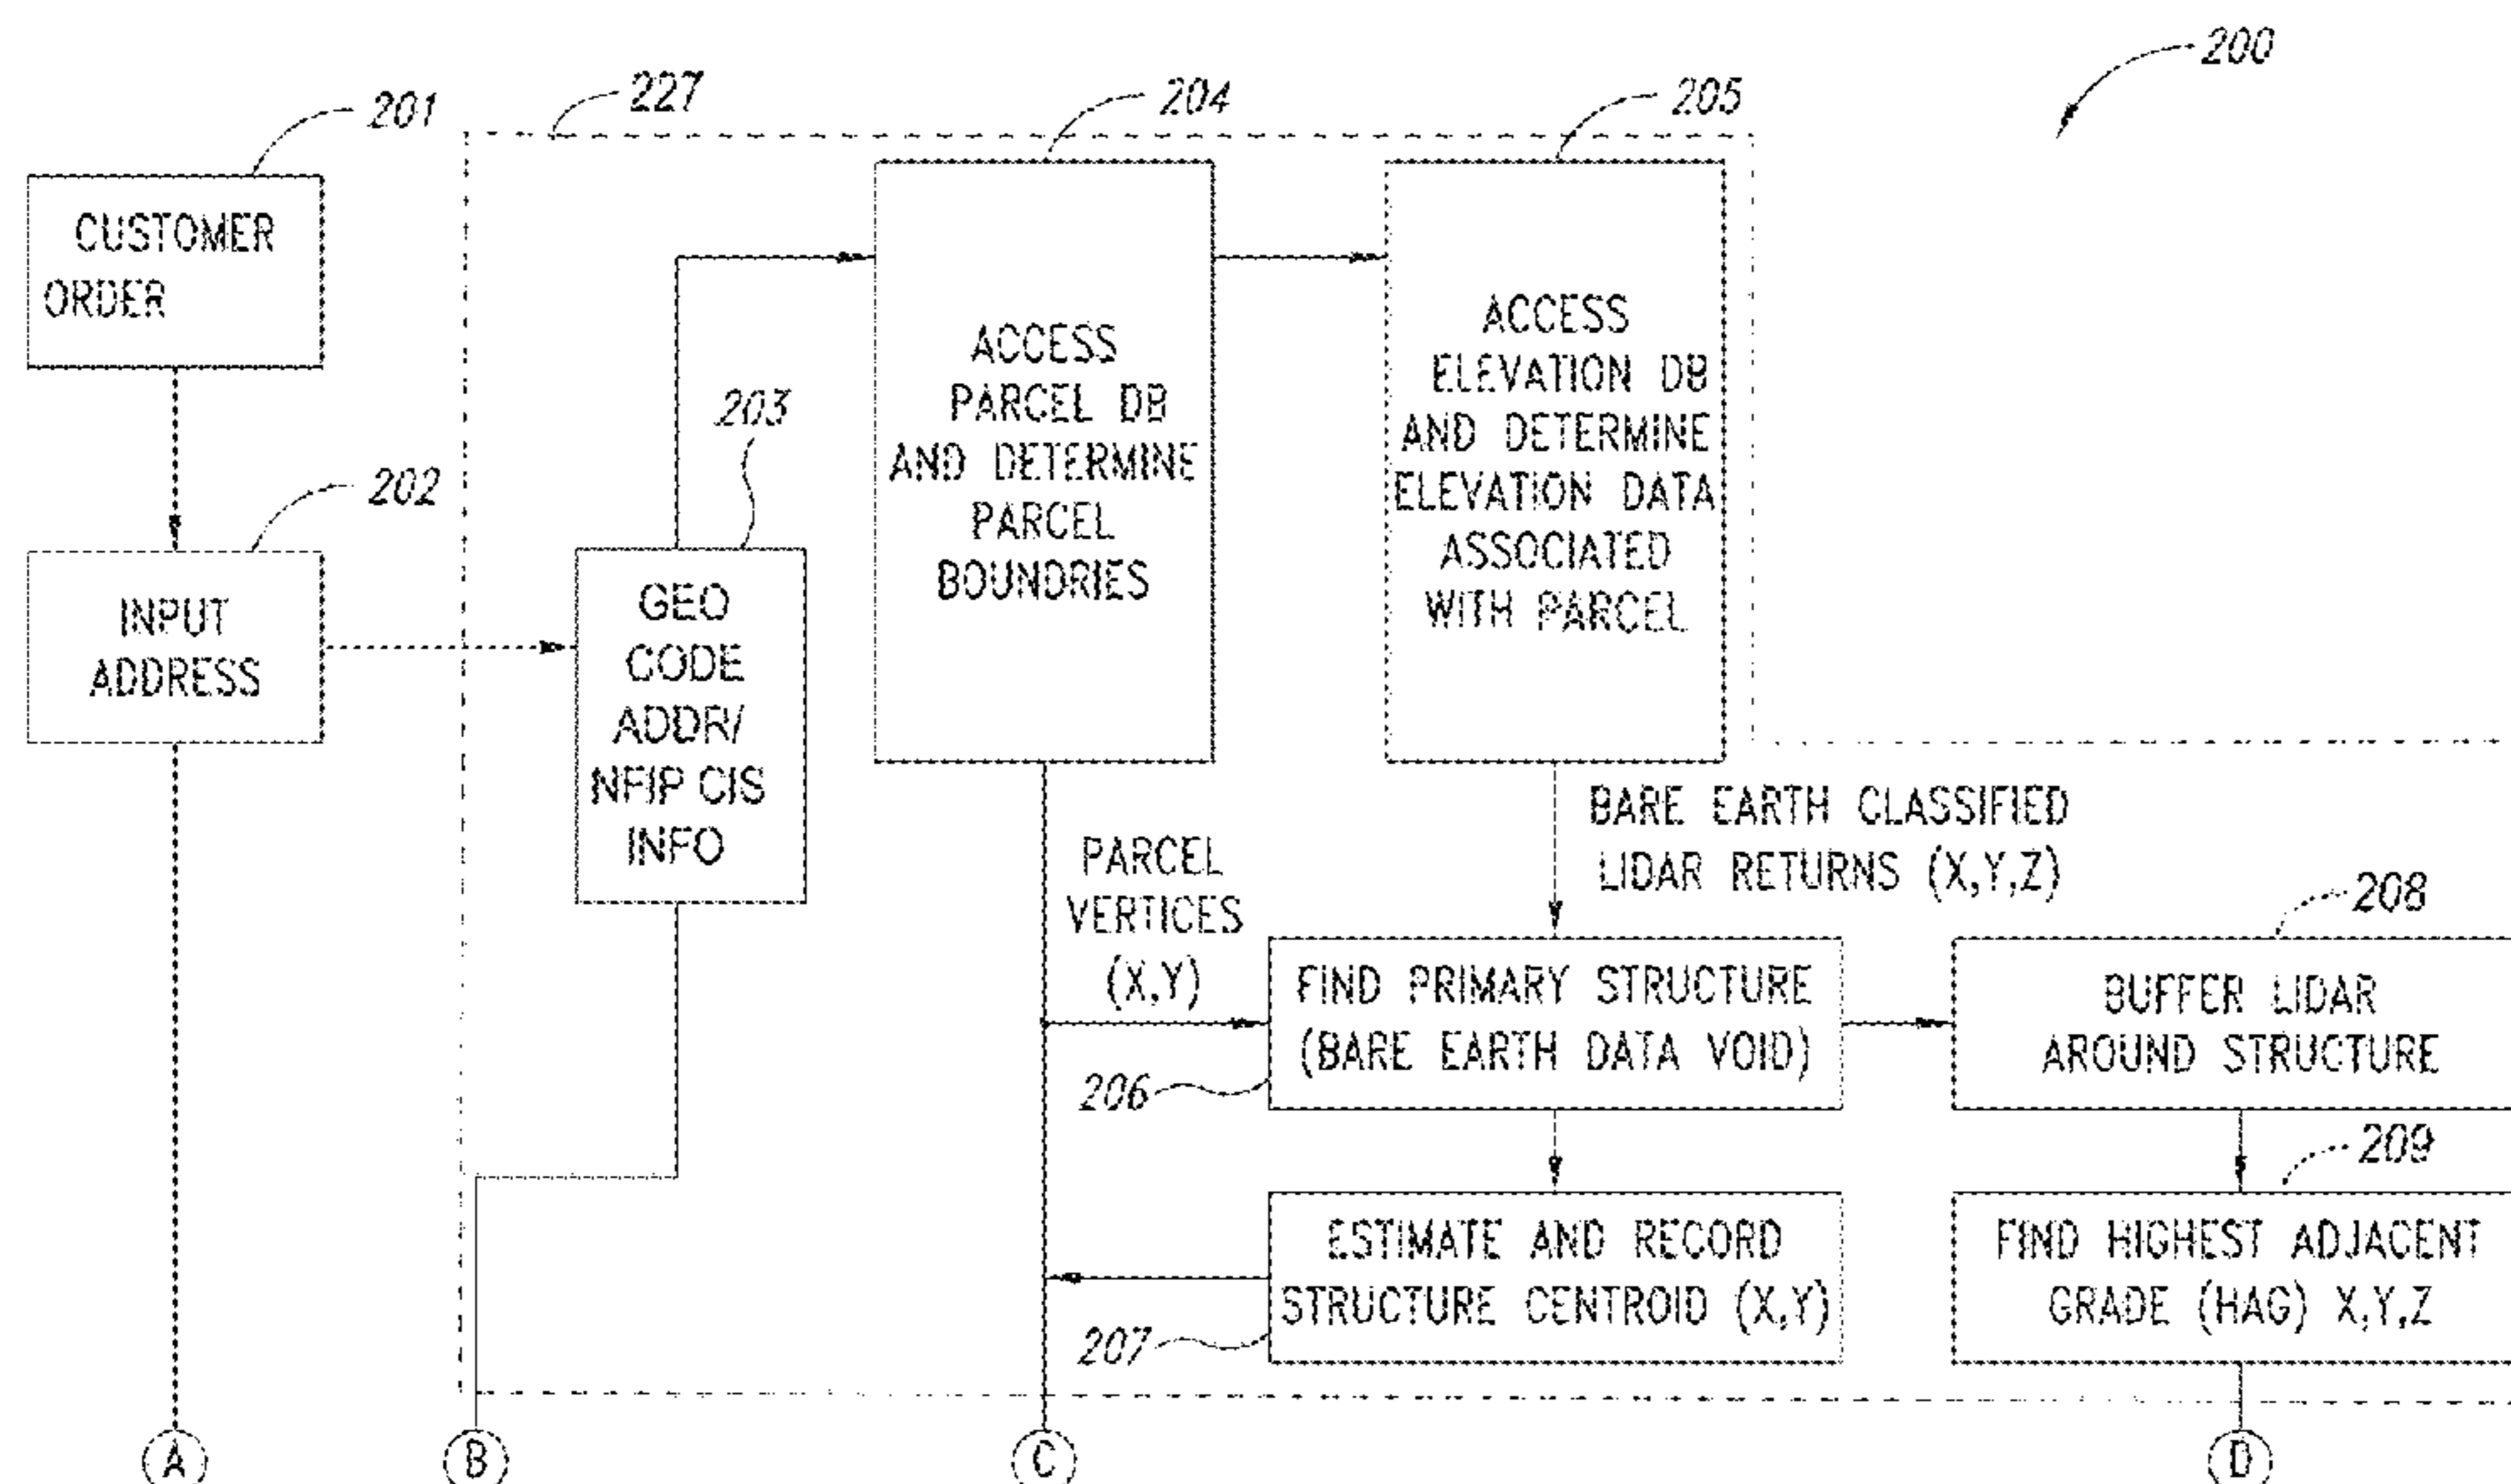 200
201
227
204
205
CUSTOMER
ORDER
202
INPUT
ADDRESS
203
GEO
CODE
ADDR/
NFIP CIS
INFO
ACCESS
PARCEL DB
AND DETERMINE
PARCEL
BOUNDRIES
ACCESS
ELEVATION DB
AND DETERMINE
ELEVATION DATA
ASSOCIATED
WITH PARCEL
PARCEL
VERTICES
(X,Y)
BARE EARTH CLASSIFIED
LIDAR RETURNS (X,Y,Z)
208
FIND PRIMARY STRUCTURE
(BARE EARTH DATA VOID)
206
BUFFER LIDAR
AROUND STRUCTURE
209
ESTIMATE AND RECORD
STRUCTURE CENTROID (X,Y)
207
FIND HIGHEST ADJACENT
GRADE (HAG) X,Y,Z
A
B
C
D